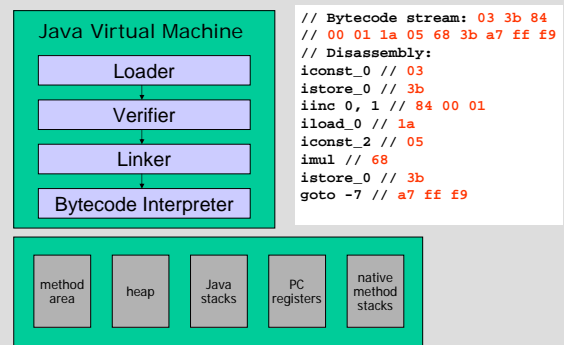 Java Virtual Machine
Loader
Verifier
Linker
Bytecode Interpreter
// Bytecode stream: 03 3b 84
// 00 01 1a 05 68 3b a7 ff f9
// Disassembly:
iconst_0 // 03
istore_0 // 3b
iinc 0, 1 // 84 00 01
iload_0 // 1a
iconst_2 // 05
imul // 68
istore_0 // 3b
goto -7 // a7 ff f9
method
area
heap
Java
stacks
PC
registers
native
method
stacks